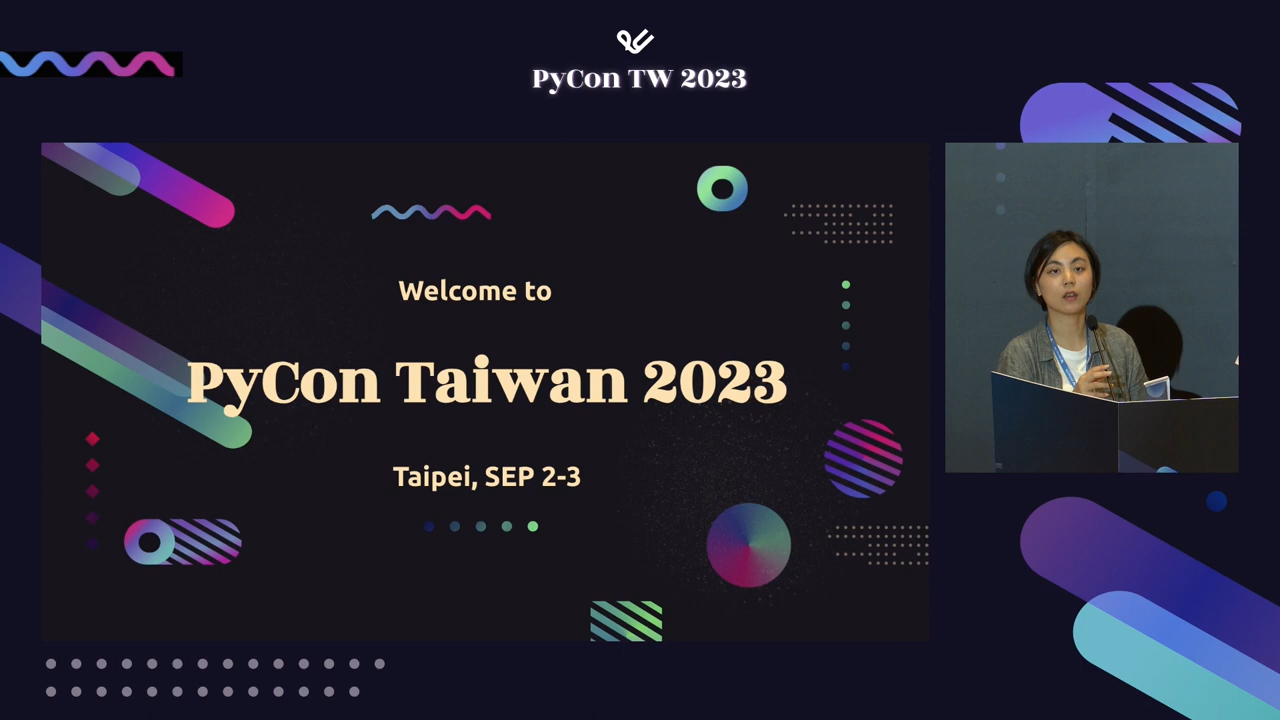 PyCon TW 2023
Welcome to
PyCon Taiwan 2023
Taipei, SEP 2-3